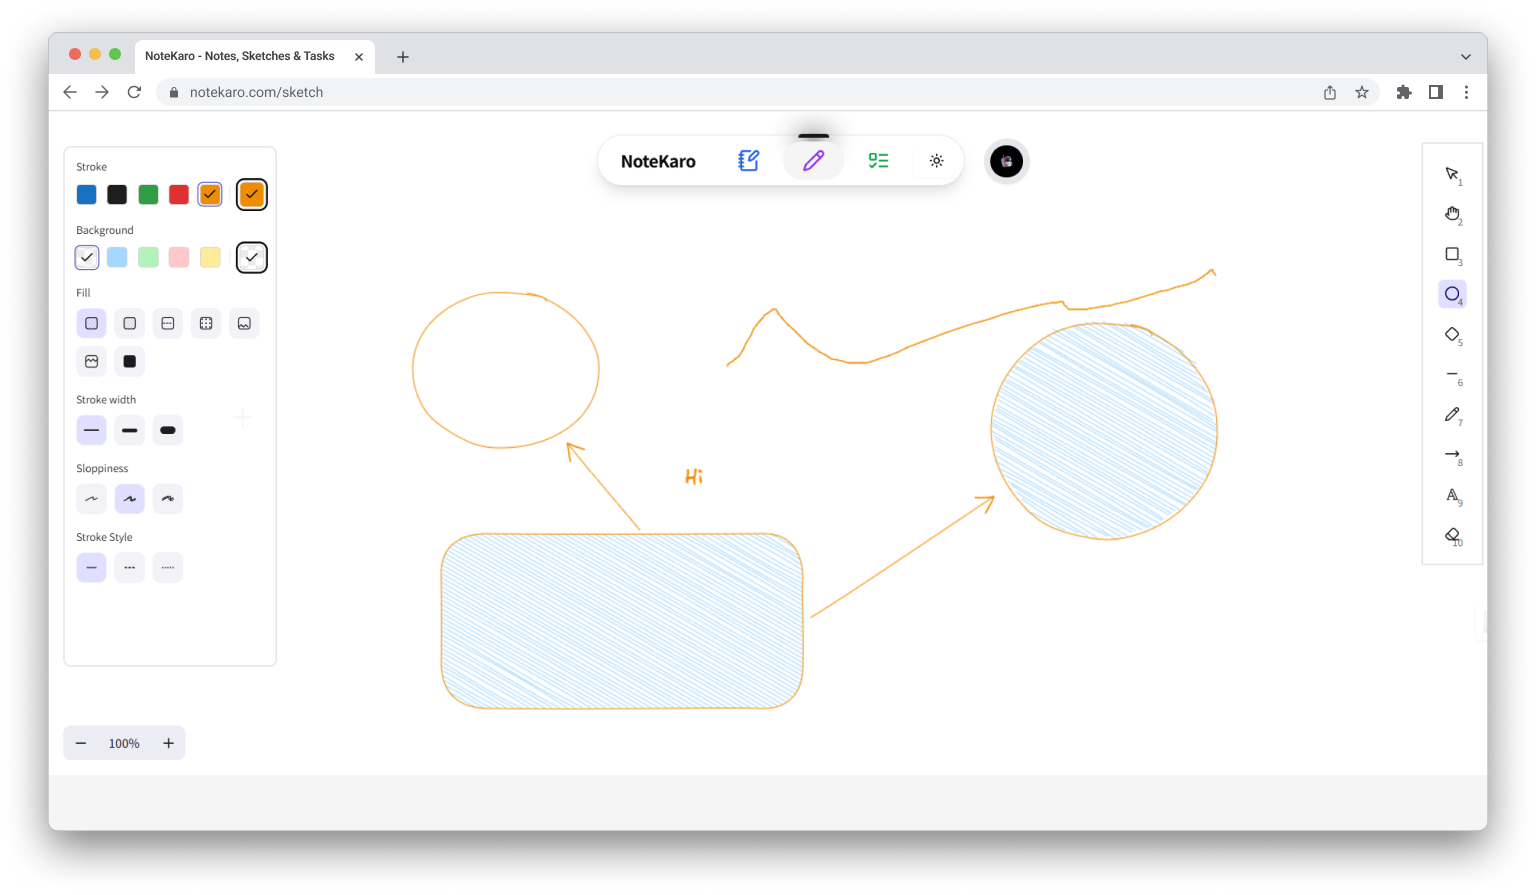 NoteKaro - Notes, Sketches & Tasks
notekaro.com/sketch
NoteKaro
Stroke
Background
Fill
Stroke width
Sloppiness
Stroke Style
100%
Hi
1
2
3
4
5
6
7
8
A 9
10